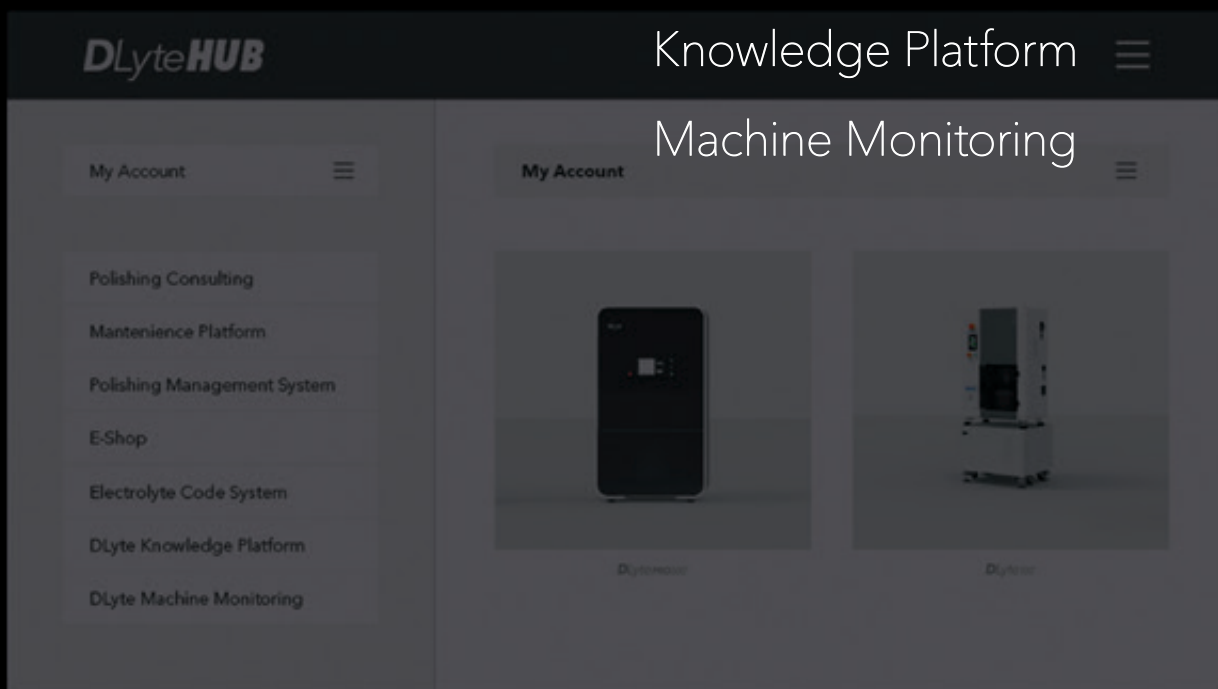 DLyteHUB
Knowledge Platform
Machine Monitoring
My Account
Polishing Consulting
Mantenience Platform
Polishing Management System
E-Shop
Electrolyte Code System
DLyte Knowledge Platform
DLyte Machine Monitoring
My Account